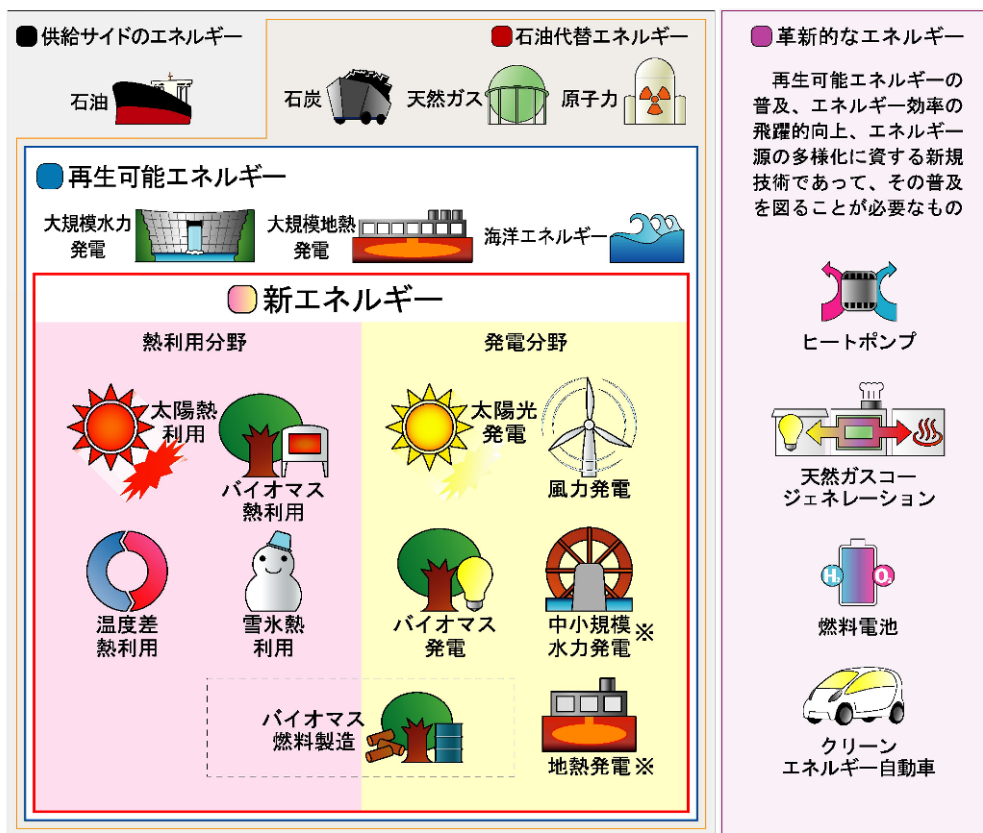 供給サイドのエネルギー
石油
石油代替エネルギー
石炭
天然ガス
原子力
再生可能エネルギー
大規模水力
発電
大規模地熱
発電
海洋エネルギー
新エネルギー
熱利用分野
太陽熱
利用
バイオマス
熱利用
温度差
熱利用
雪氷熱
利用
発電分野
太陽光
発電
風力発電
バイオマス
発電
中小規模
水力発電※
バイオマス
燃料製造
地熱発電※
革新的なエネルギー
再生可能エネルギーの
普及、エネルギー効率の
飛躍的向上、エネルギー
源の多様化に資する新規
技術であって、その普及
を図ることが必要なもの
ヒートポンプ
天然ガスコー
ジェネレーション
H₂
O₂
燃料電池
クリーン
エネルギー自動車